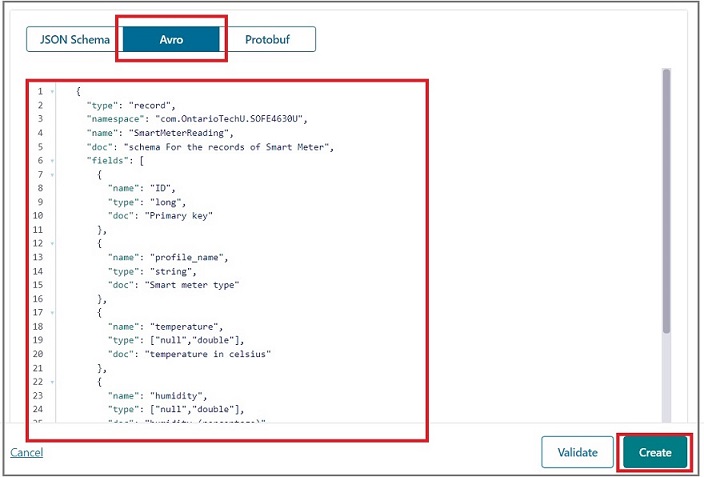 JSON Schema Avro Protobuf
1 {
2 "type": "record",
3 "namespace": "com.OntarioTechU.SOFE4630U",
4 "name": "SmartMeterReading",
5 "doc": "schema For the records of Smart Meter",
6 "fields": [
7 {
8 "name": "ID",
9 "type": "long",
10 "doc": "Primary key"
11 },
12 {
13 "name": "profile_name",
14 "type": "string",
15 "doc": "Smart meter type"
16 },
17 {
18 "name": "temperature",
19 "type": ["null","double"],
20 "doc": "temperature in celsius"
21 },
22 {
23 "name": "humidity",
24 "type": ["null","double"],
25 "doc": "humidity (percentage)"
Cancel Validate Create